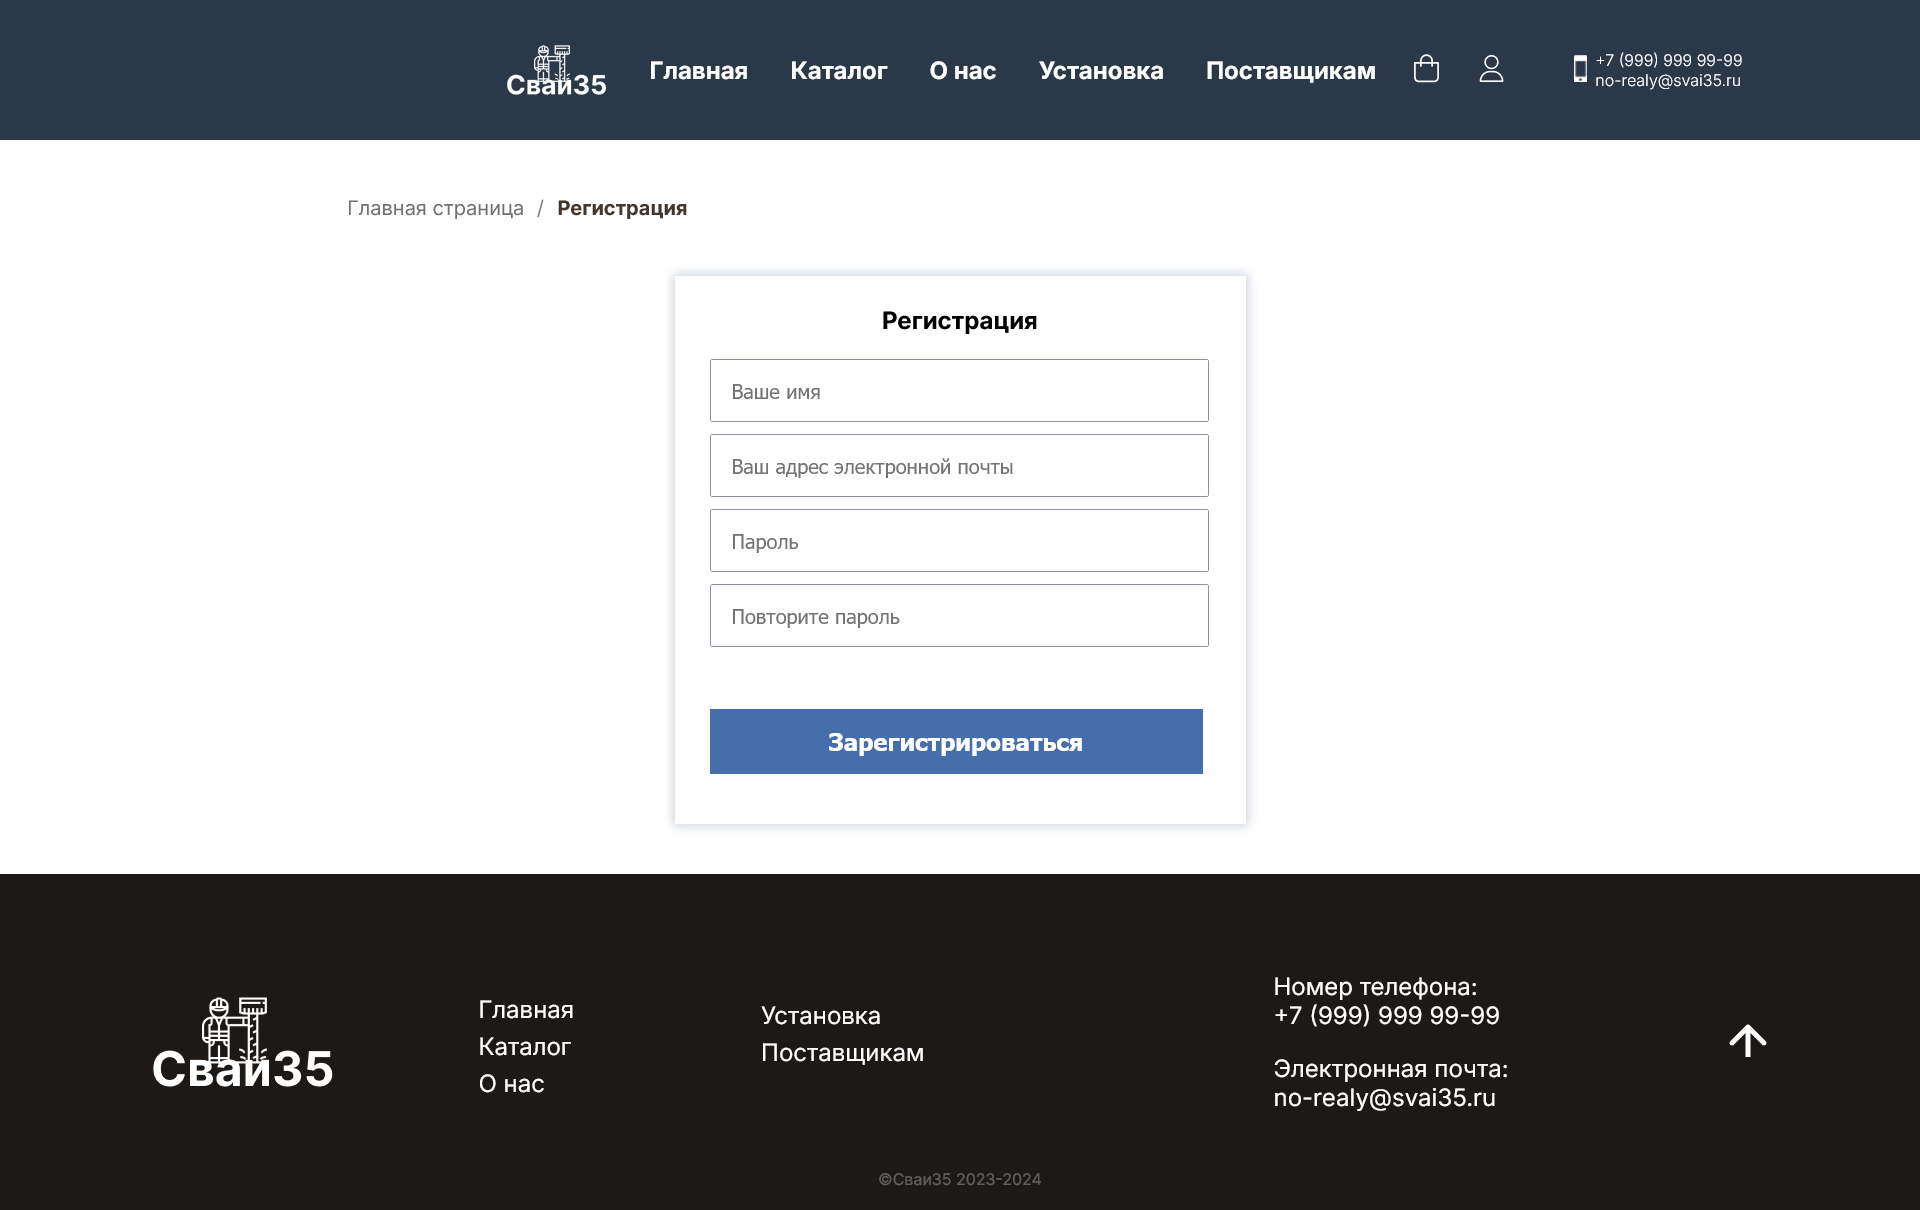 Сваи35
Главная
Каталог
О нас
Установка
Поставщикам
+7 (999) 999 99-99
no-realy@svai35.ru
Главная страница / Регистрация
Регистрация
Ваше имя
Ваш адрес электронной почты
Пароль
Повторите пароль
Зарегистрироваться
Сваи35
Главная
Каталог
О нас
Установка
Поставщикам
Номер телефона:
+7 (999) 999 99-99
Электронная почта:
no-realy@svai35.ru
©Сваи35 2023-2024